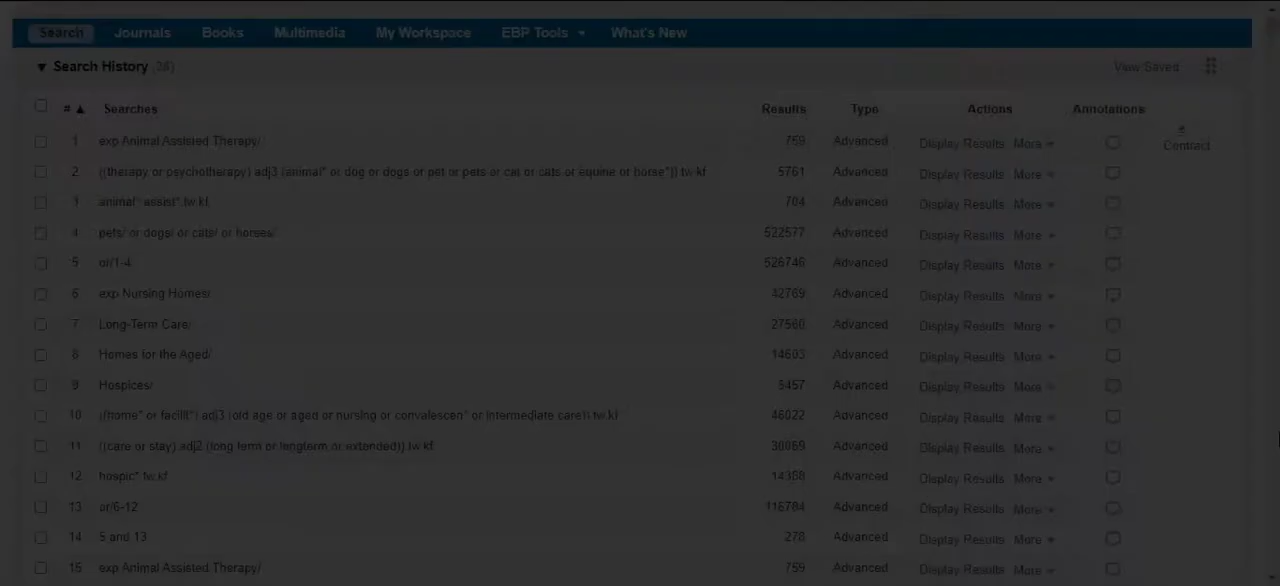 Search Journals Books Multimedia My Workspace EBP Tools What's New
Search History (28) View Saved
# Searches Results Type Actions Annotations
1 exp Animal Assisted Therapy/ 759 Advanced Display Results More
Contract
2 ((therapy or psychotherapy) adj3 (animal* or dog or dogs or pet or pets or cat or cats or equine or horse*)).tw,kf. 5761 Advanced Display Results More
3 animal* assist*.tw,kf. 704 Advanced Display Results More
4 pets/ or dogs/ or cats/ or horses/ 522577 Advanced Display Results More
5 or/1-4 526746 Advanced Display Results More
6 exp Nursing Homes/ 42769 Advanced Display Results More
7 Long-Term Care/ 27560 Advanced Display Results More
8 Homes for the Aged/ 14603 Advanced Display Results More
9 Hospices/ 5457 Advanced Display Results More
10 ((home* or facilit*) adj3 (old age or aged or nursing or convalescen* or intermediate care)).tw,kf. 46022 Advanced Display Results More
11 ((care or stay) adj2 (long term or longterm or extended)).tw,kf. Advanced Display Results More
12 hospic*.tw,kf. 14358 Advanced Display Results More
13 or/6-12 116784 Advanced Display Results More
14 5 and 13 278 Advanced Display Results More
15 exp Animal Assisted Therapy/ 759 Advanced Display Results More